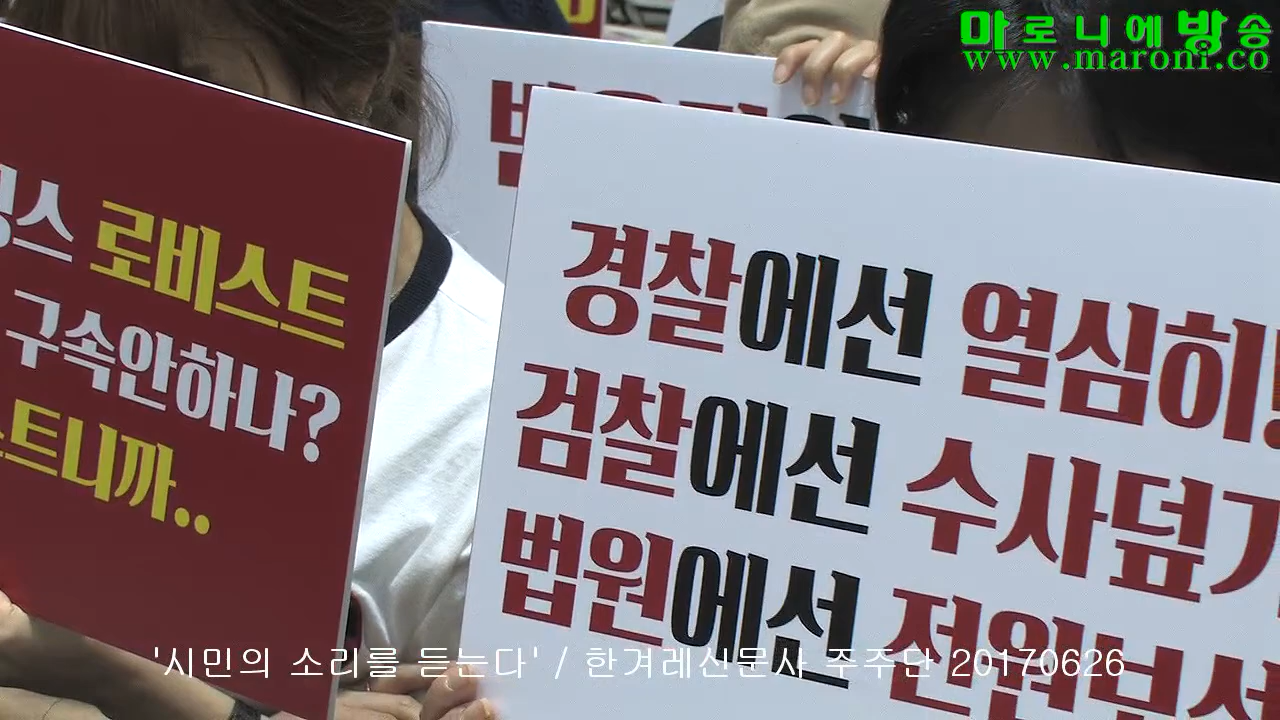 마로니에방송
www.maroni.co
로비스트
구속안하나?
트니까..
경찰에선 열심히!
검찰에선 수사덮
법원에선 전원
'시민의 소리를 듣는다' / 한겨레신문사 주주단 20170626